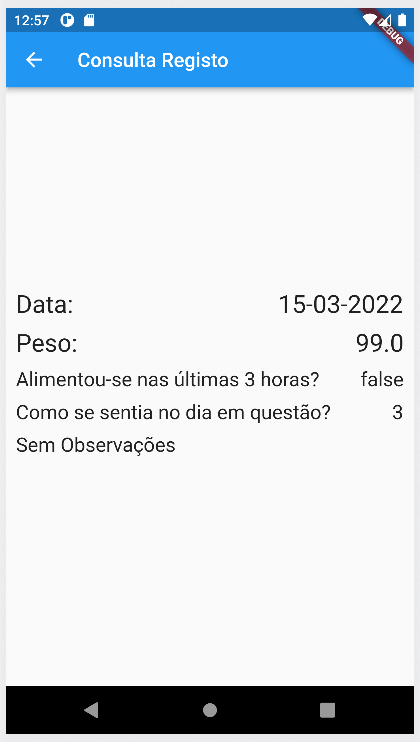 12:57
DEBUG
Consulta Registo
Data: 15-03-2022
Peso: 99.0
Alimentou-se nas últimas 3 horas? false
Como se sentia no dia em questão? 3
Sem Observações